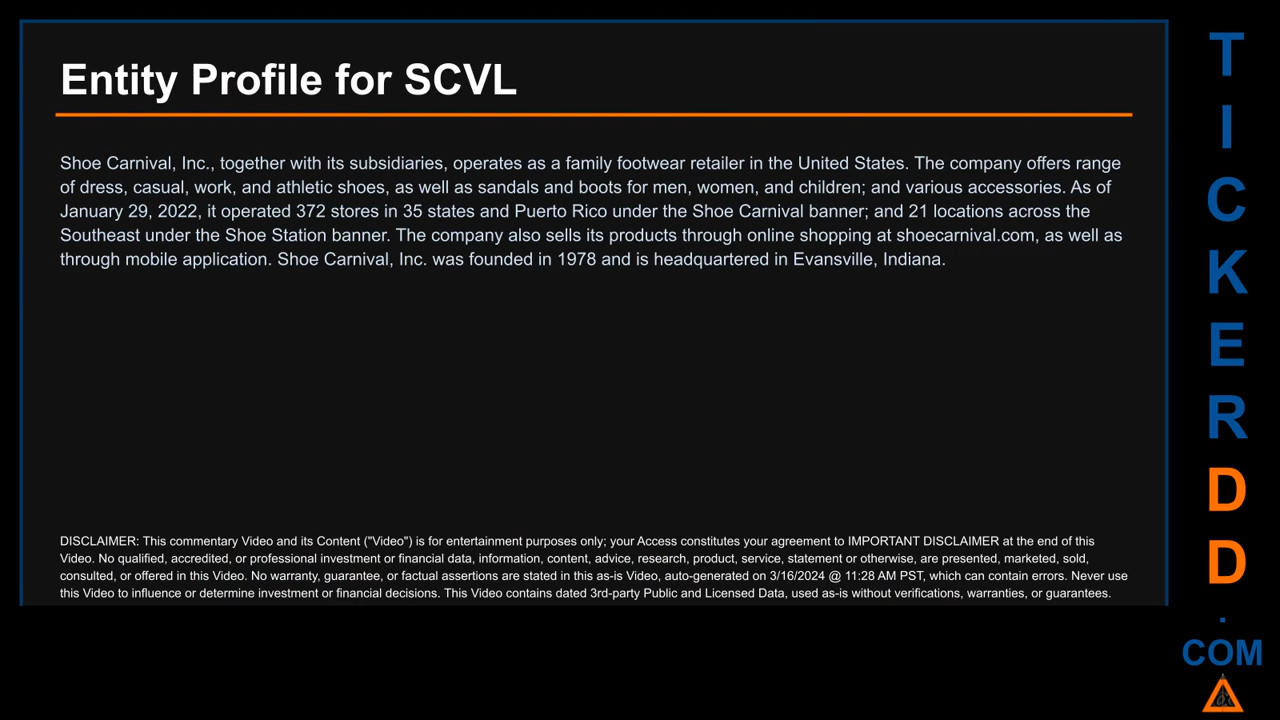 Entity Profile for SCVL
Shoe Carnival, Inc., together with its subsidiaries, operates as a family footwear retailer in the United States. The company offers range
of dress, casual, work, and athletic shoes, as well as sandals and boots for men, women, and children; and various accessories. As of
January 29, 2022, it operated 372 stores in 35 states and Puerto Rico under the Shoe Carnival banner; and 21 locations across the
Southeast under the Shoe Station banner. The company also sells its products through online shopping at shoecarnival.com, as well as
through mobile application. Shoe Carnival, Inc. was founded in 1978 and is headquartered in Evansville, Indiana.
DISCLAIMER: This commentary Video and its Content ("Video") is for entertainment purposes only; your Access constitutes your agreement to IMPORTANT DISCLAIMER at the end of this
Video. No qualified, accredited, or professional investment or financial data, information, content, advice, research, product, service, statement or otherwise, are presented, marketed, sold,
consulted, or offered in this Video. No warranty, guarantee, or factual assertions are stated in this as-is Video, auto-generated on 3/16/2024 @ 11:28 AM PST, which can contain errors. Never use
this Video to influence or determine investment or financial decisions. This Video contains dated 3rd-party Public and Licensed Data, used as-is without verifications, warranties, or guarantees.
T
I
C
K
E
R
D
D
.
COM